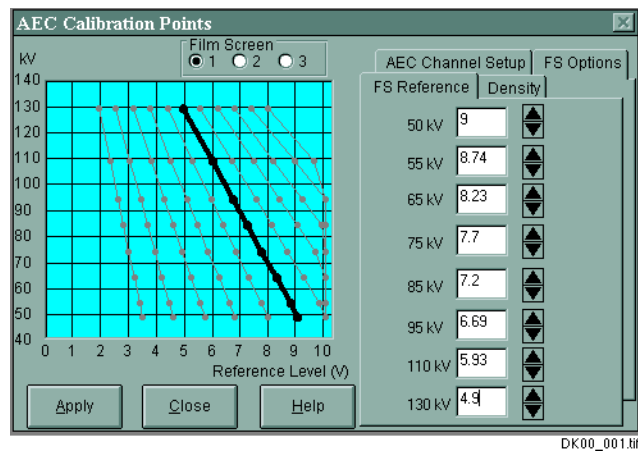 AEC Calibration Points
Film Screen
1 2 3
kV
140
130
120
110
100
90
80
70
60
50
40
0 1 2 3 4 5 6 7 8 9 10
Reference Level (V)
Apply Close Help
AEC Channel Setup FS Options
FS Reference Density
50 kV 9
55 kV 8.74
65 kV 8.23
75 kV 7.7
85 kV 7.2
95 kV 6.69
110 kV 5.93
130 kV 4.9
DK00_001.tif